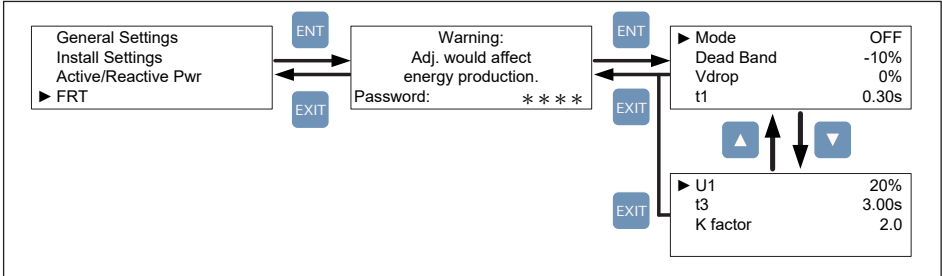 General Settings
Install Settings
Active/Reactive Pwr
► FRT
ENT
EXIT
Warning:
Adj. would affect
energy production.
Password: ＊＊＊＊
ENT
EXIT
► Mode OFF
Dead Band -10%
Vdrop 0%
t1 0.30s
▲ ▼
EXIT
► U1 20%
t3 3.00s
K factor 2.0